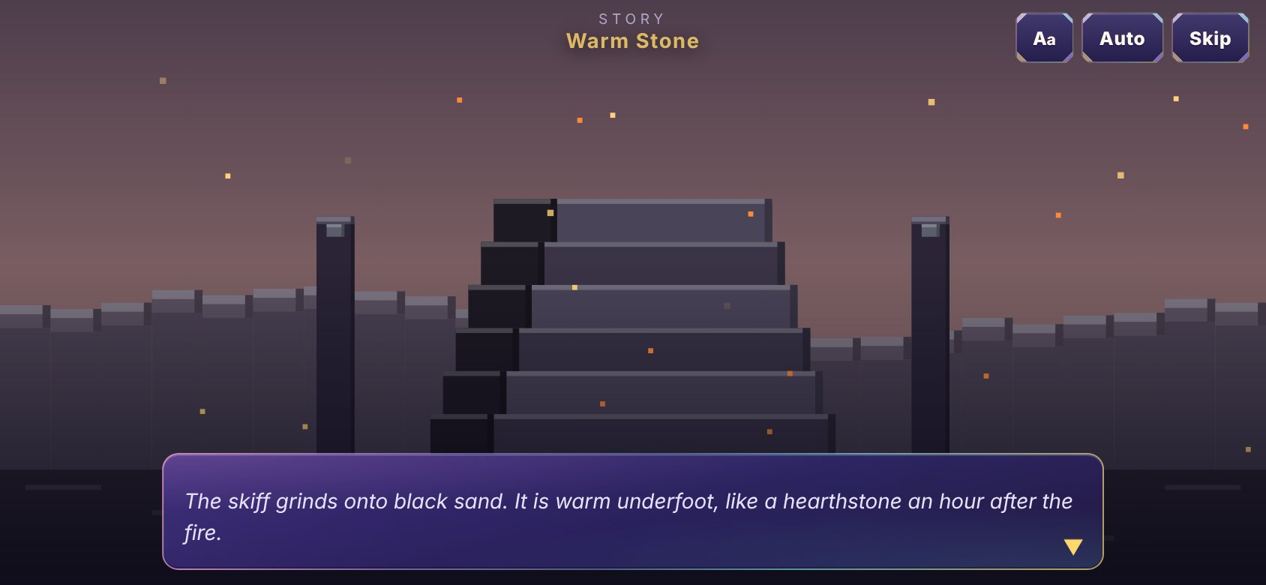 STORY
Warm Stone
Aa
Auto
Skip
The skiff grinds onto black sand. It is warm underfoot, like a hearthstone an hour after the
fire.